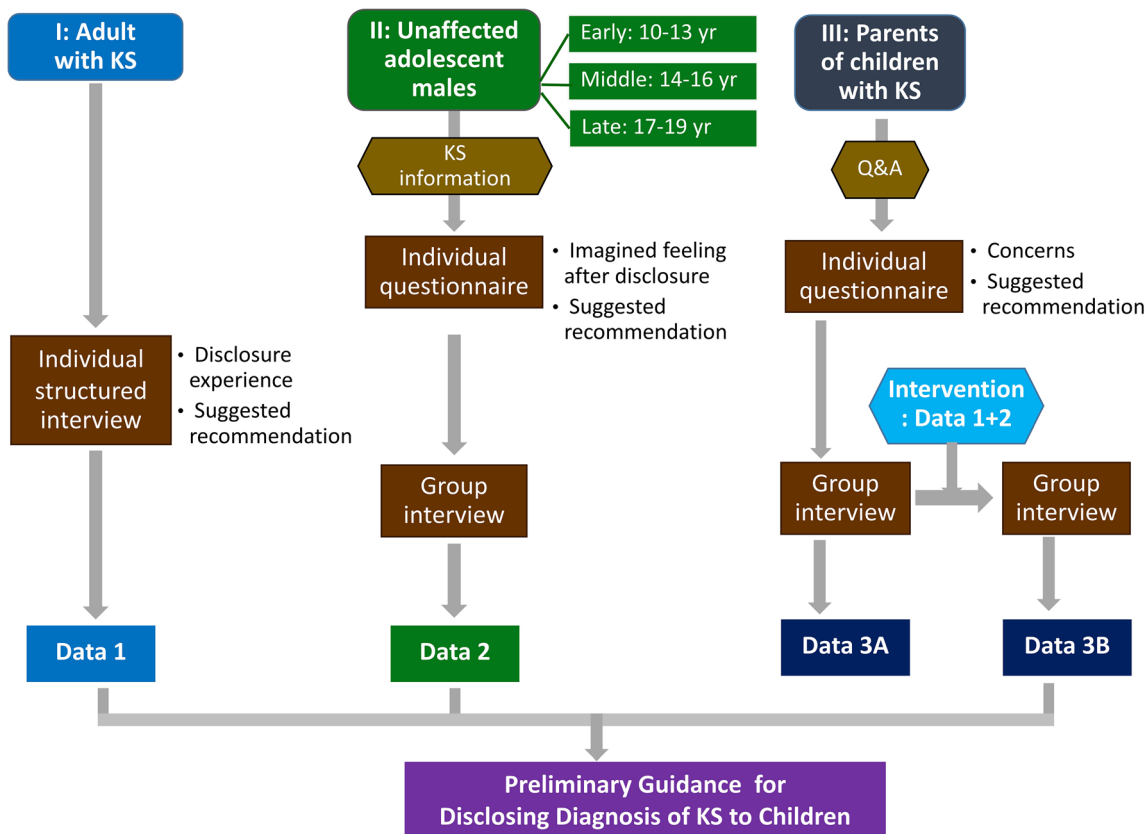 I: Adult
with KS
II: Unaffected
adolescent
males
Early: 10-13 yr
Middle: 14-16 yr
Late: 17-19 yr
III: Parents
of children
with KS
KS
information
Q&A
Individual
questionnaire
• Imagined feeling
after disclosure
• Suggested
recommendation
Individual
questionnaire
• Concerns
• Suggested
recommendation
Individual
structured
interview
• Disclosure
experience
• Suggested
recommendation
Intervention
: Data 1+2
Group
interview
Group
interview
Group
interview
Data 1
Data 2
Data 3A
Data 3B
Preliminary Guidance for
Disclosing Diagnosis of KS to Children